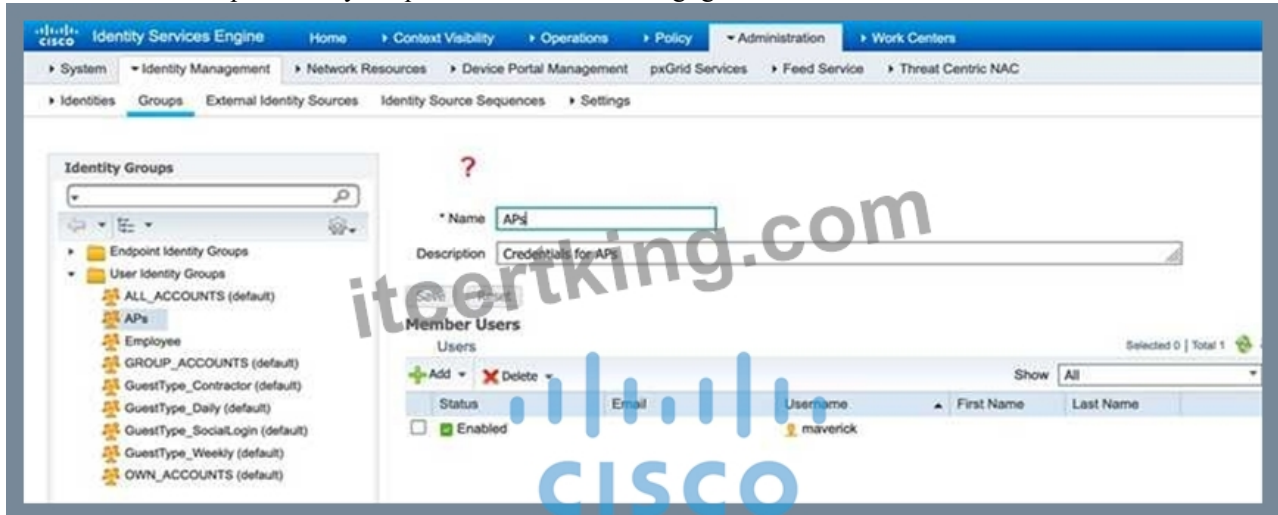 cisco Identity Services Engine Home Context Visibility Operations Policy Administration Work Centers
System Identity Management Network Resources Device Portal Management pxGrid Services Feed Service Threat Centric NAC
Identities Groups External Identity Sources Identity Source Sequences Settings
Identity Groups
Endpoint Identity Groups
User Identity Groups
ALL_ACCOUNTS (default)
APs
Employee
GROUP_ACCOUNTS (default)
GuestType_Contractor (default)
GuestType_Daily (default)
GuestType_SocialLogin (default)
GuestType_Weekly (default)
OWN_ACCOUNTS (default)
?
* Name APs
Description Credentials for APs
Save Reset
Member Users
Users
Selected 0 | Total 1
Add Delete Show All
Status Email Username First Name Last Name
Enabled maverick
itcertking.com
CISCO